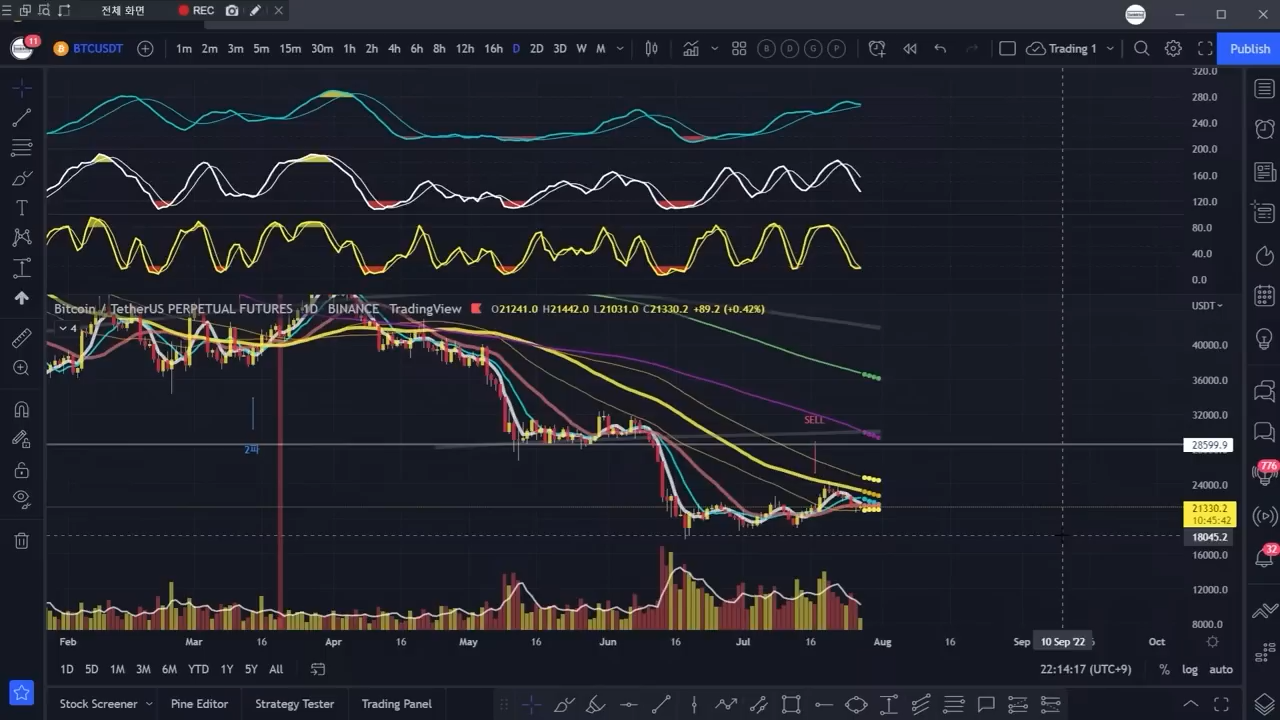 전체 화면 REC
11 BTCUSDT 1m 2m 3m 5m 15m 30m 1h 2h 4h 6h 8h 12h 16h D 2D 3D W M B D G P Trading 1 Publish
320.0
280.0
240.0
200.0
160.0
120.0
80.0
40.0
0.0
Bitcoin / TetherUS PERPETUAL FUTURES 1D BINANCE TradingView O21241.0 H21442.0 L21031.0 C21330.2 +89.2 (+0.42%) USDT
4
40000.0
36000.0
32000.0
SELL
2파
28599.9
24000.0
21330.2
10:45:42
18045.2
16000.0
12000.0
8000.0
776
32
Feb Mar 16 Apr 16 May 16 Jun 16 Jul 16 Aug 16 Sep 10 Sep '22 Oct
1D 5D 1M 3M 6M YTD 1Y 5Y All 22:14:17 (UTC+9) % log auto
Stock Screener Pine Editor Strategy Tester Trading Panel